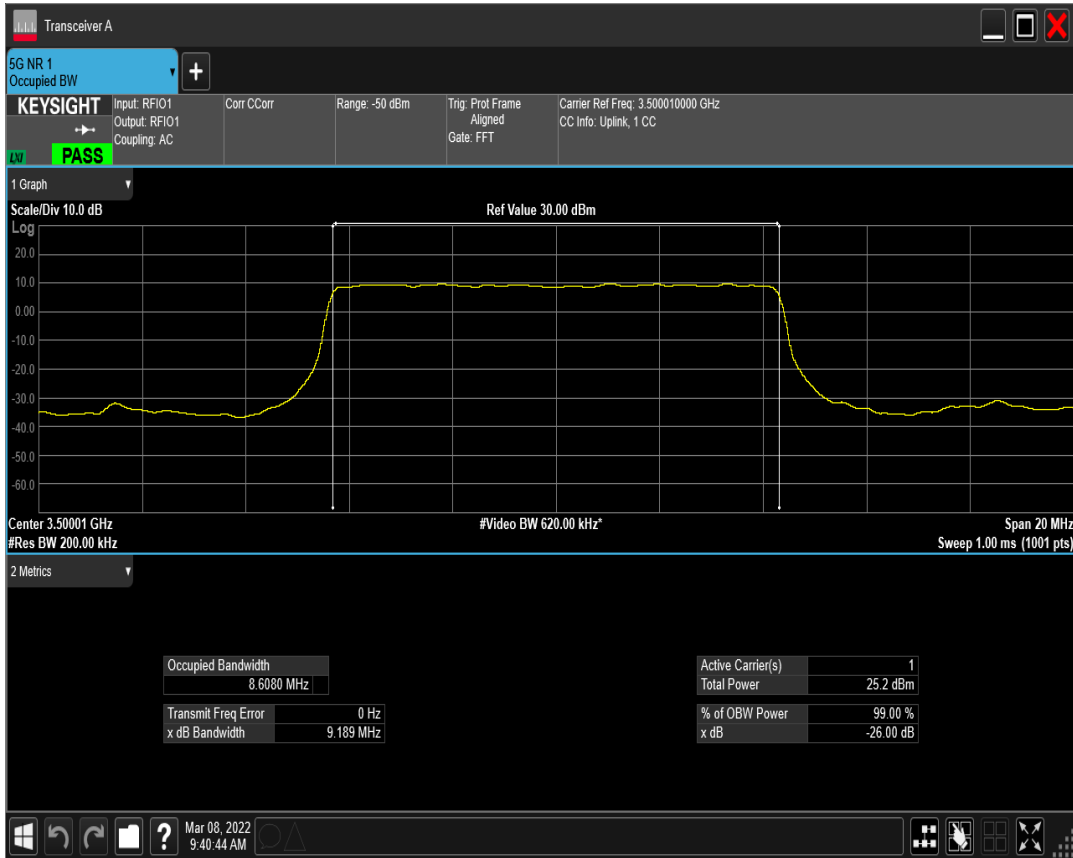 Transceiver A
5G NR 1
Occupied BW
KEYSIGHT
LXI
PASS
Input: RFIO1
Output: RFIO1
Coupling: AC
Corr CCorr
Range: -50 dBm
Trig: Prot Frame
Aligned
Gate: FFT
Carrier Ref Freq: 3.500010000 GHz
CC Info: Uplink, 1 CC
1 Graph
Scale/Div 10.0 dB
Ref Value 30.00 dBm
Log
20.0
10.0
0.00
-10.0
-20.0
-30.0
-40.0
-50.0
-60.0
Center 3.50001 GHz
#Video BW 620.00 kHz*
Span 20 MHz
#Res BW 200.00 kHz
Sweep 1.00 ms (1001 pts)
2 Metrics
Occupied Bandwidth
8.6080 MHz
Transmit Freq Error 0 Hz
x dB Bandwidth 9.189 MHz
Active Carrier(s) 1
Total Power 25.2 dBm
% of OBW Power 99.00 %
x dB -26.00 dB
?
Mar 08, 2022
9:40:44 AM